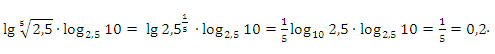 lg ⁵√2,5 · log₂,₅ 10 = lg 2,5^(1/5) · log₂,₅ 10 = 1/5 log₁₀ 2,5 · log₂,₅ 10 = 1/5 = 0,2.